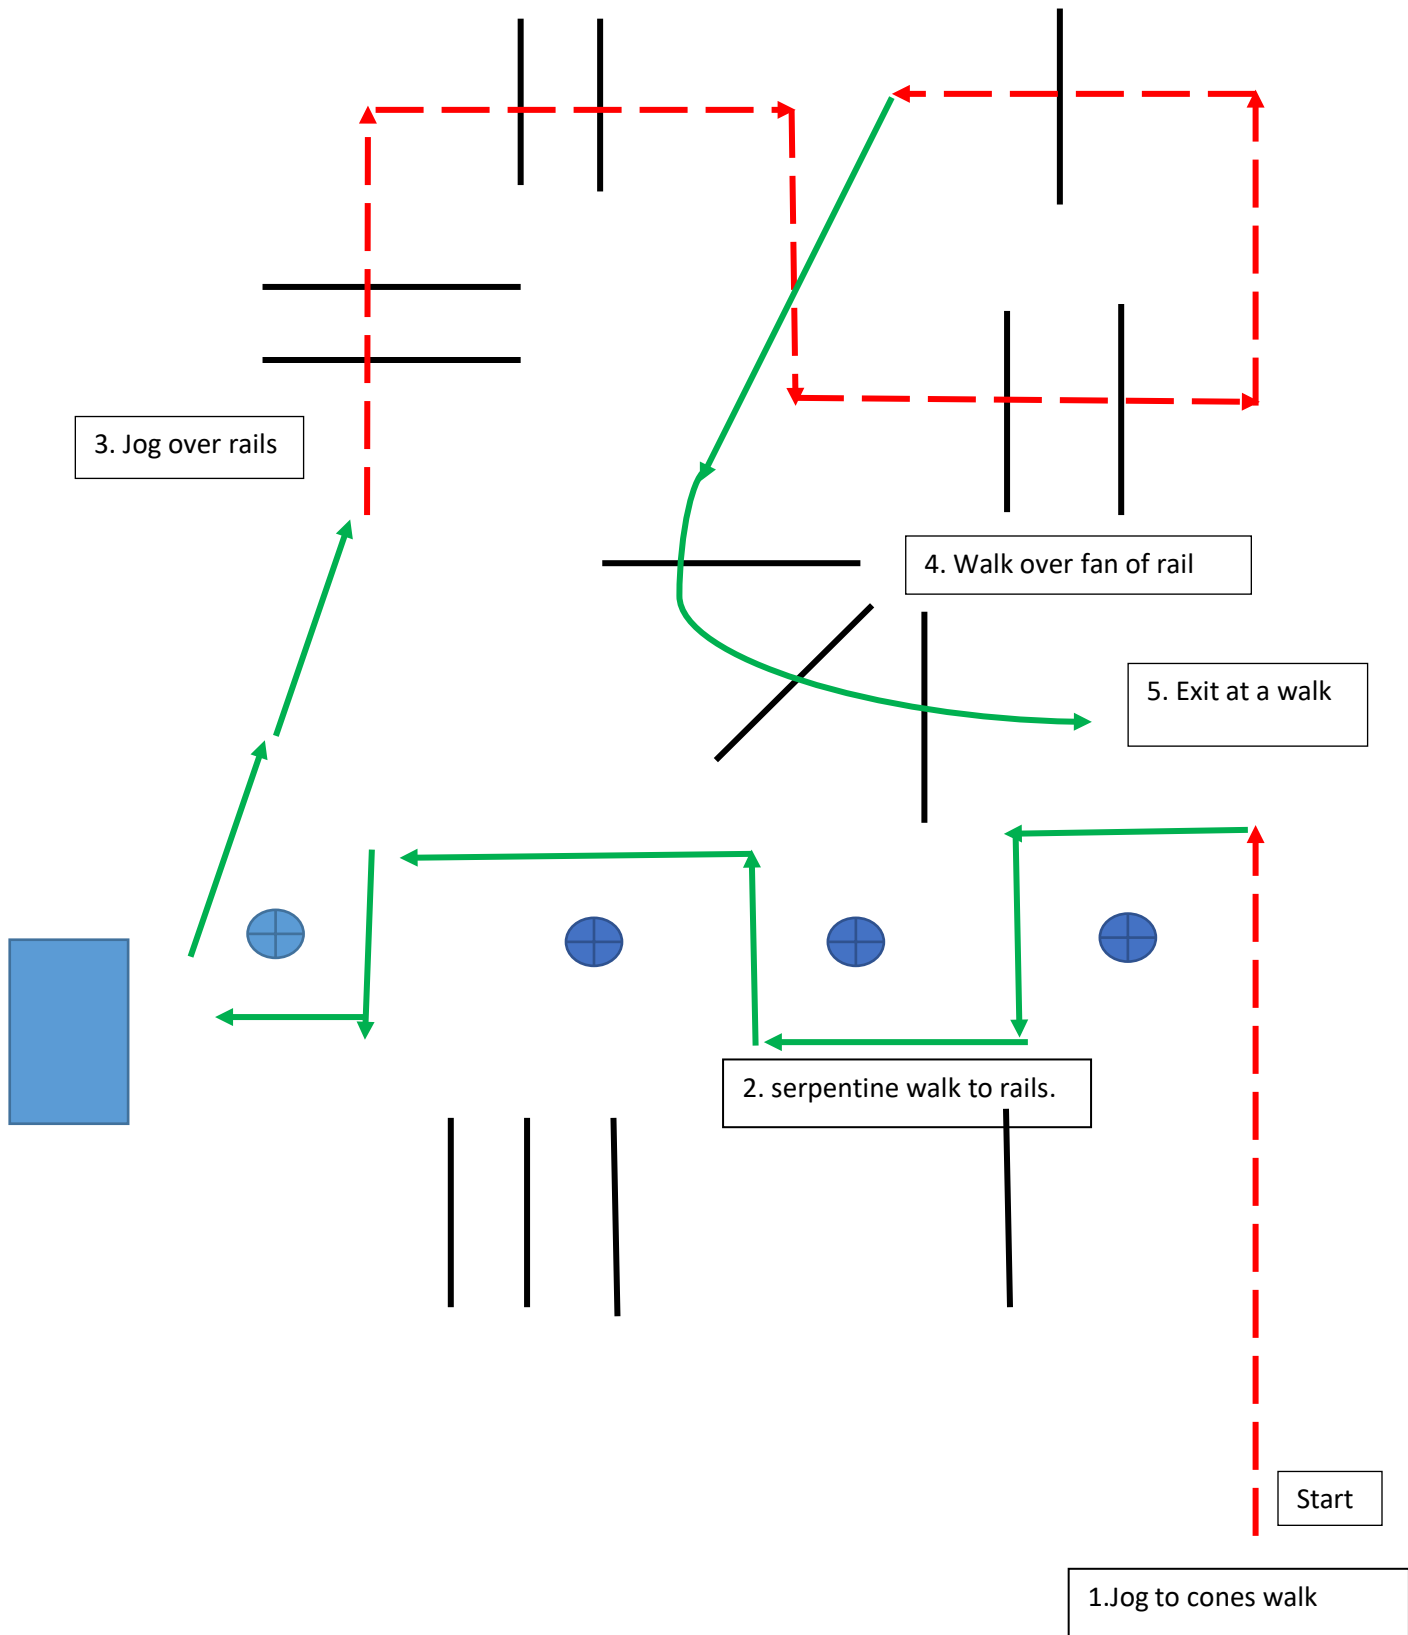 3. Jog over rails
4. Walk over fan of rail
5. Exit at a walk
2. serpentine walk to rails.
Start
1.Jog to cones walk